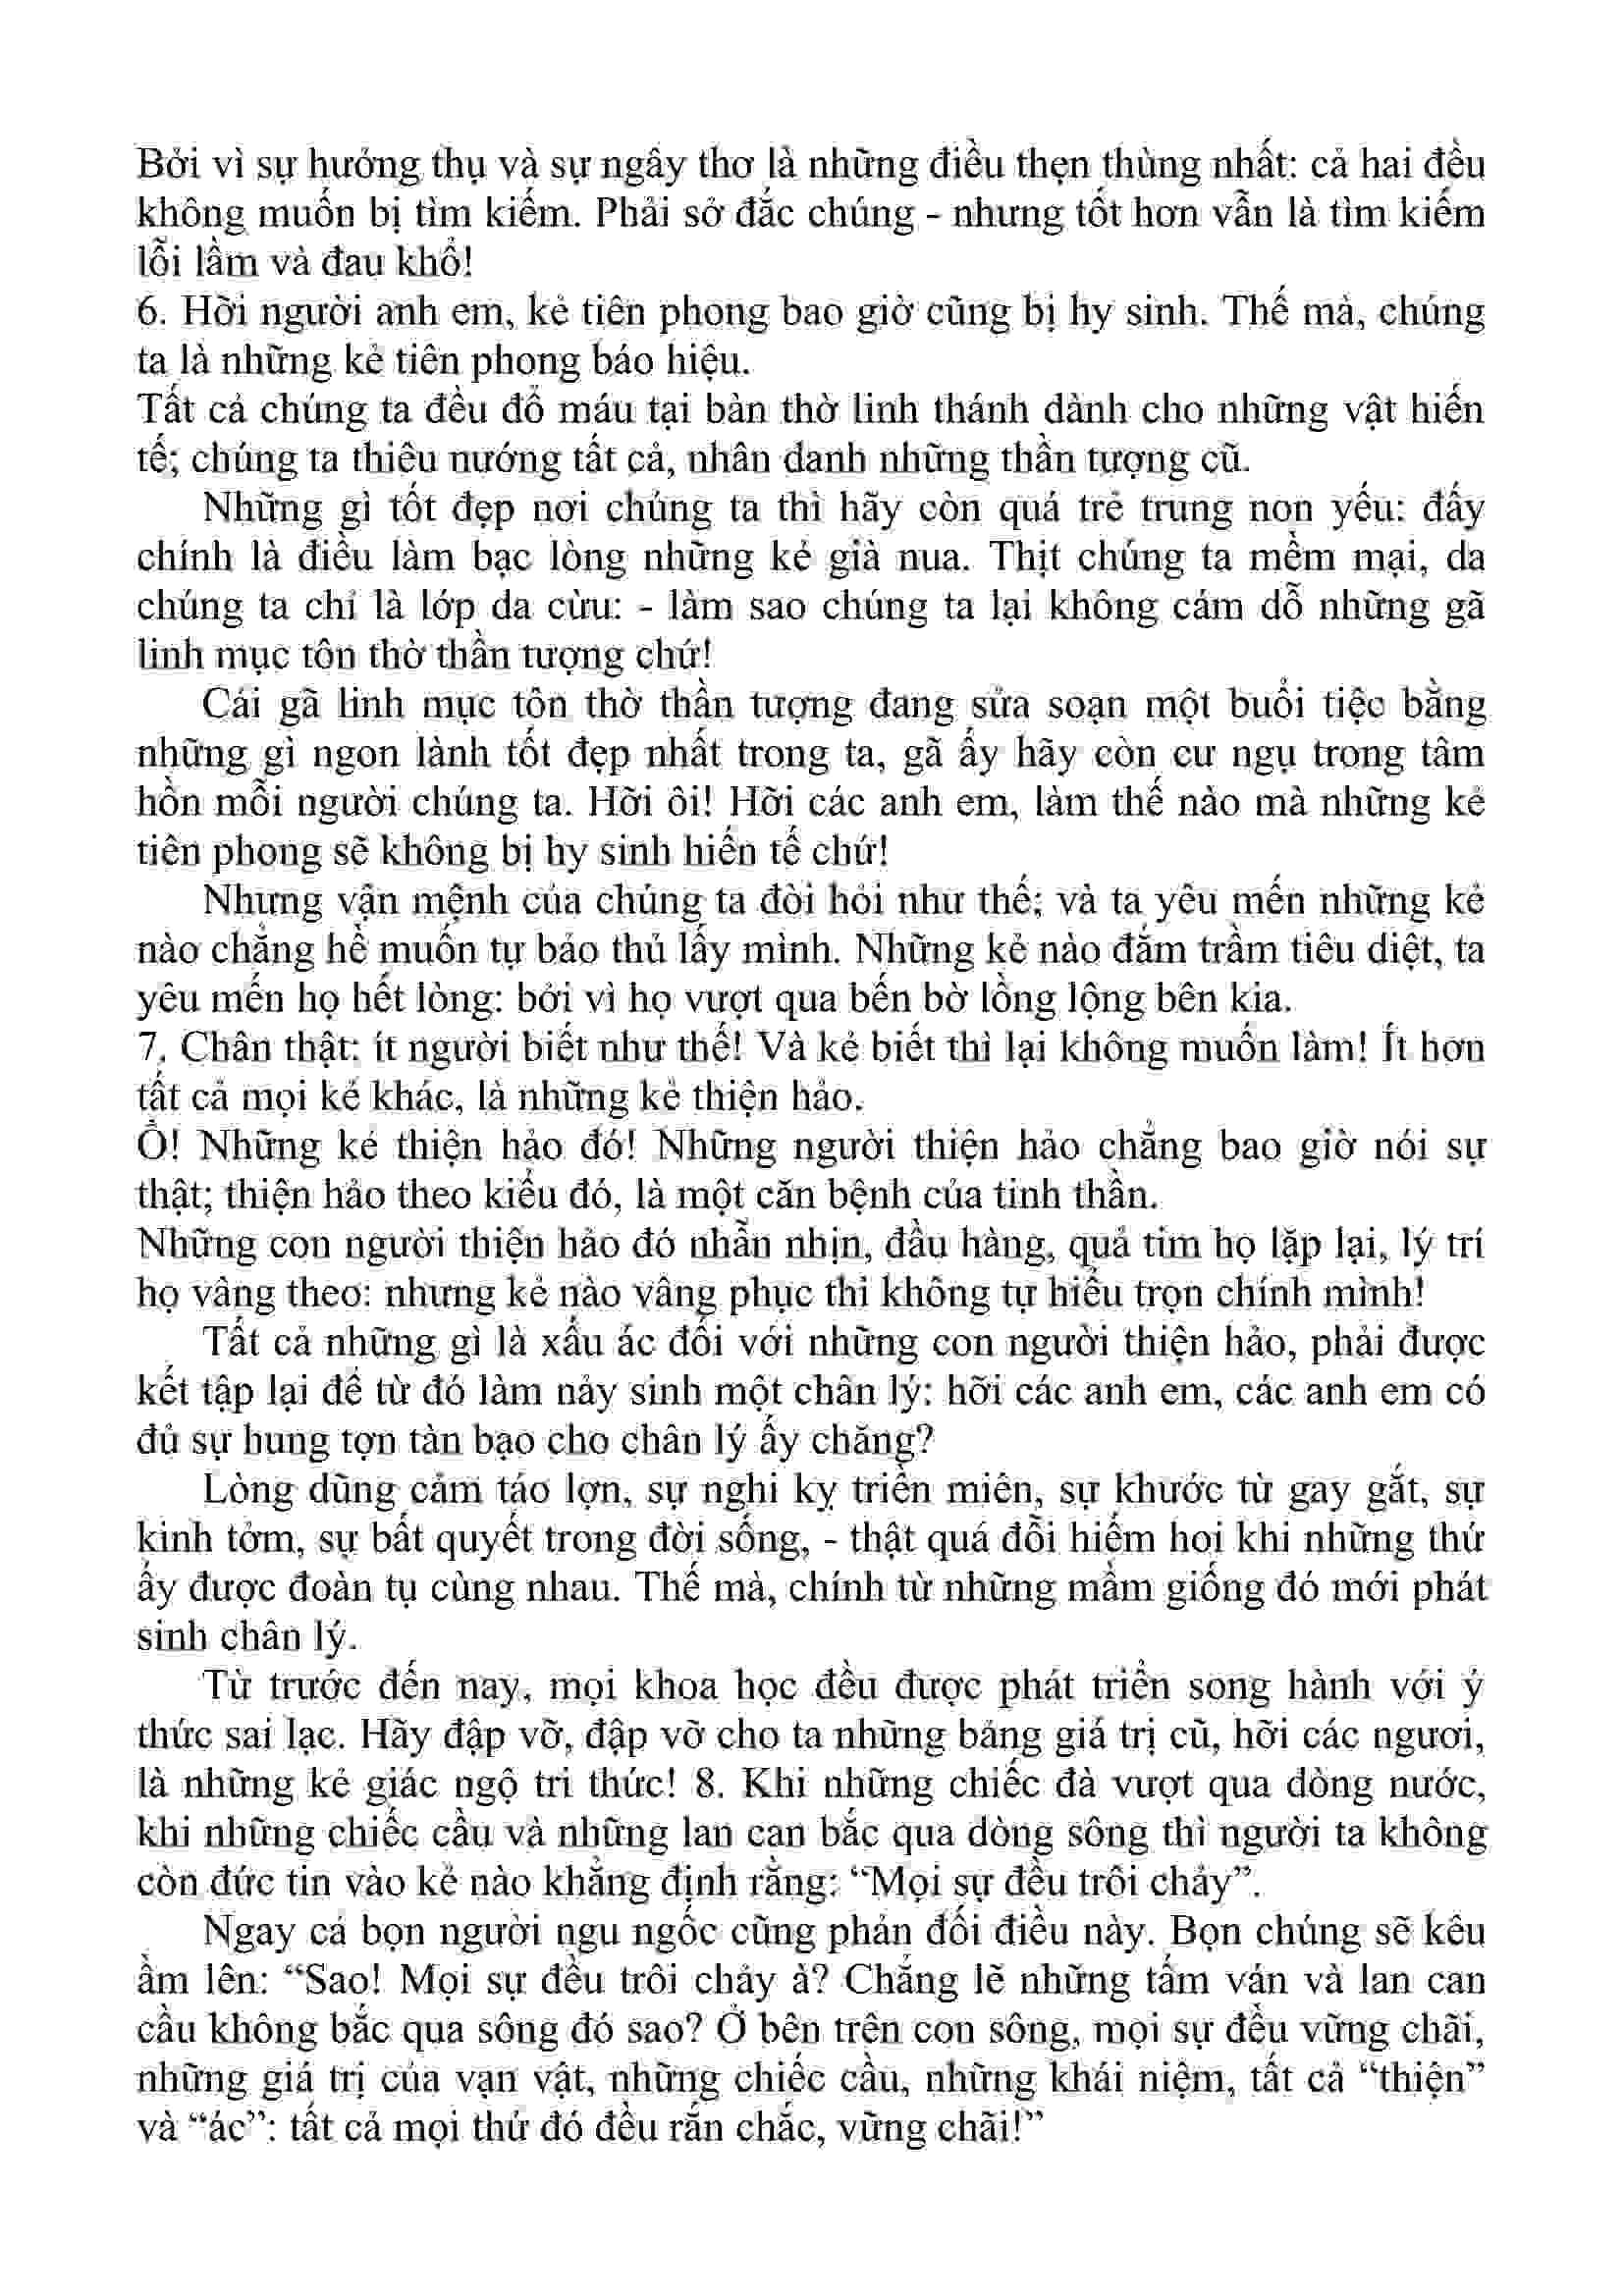 Bởi vì sự hưởng thụ và sự ngây thơ là những điều thẹn thùng nhất: cả hai đều
không muốn bị tìm kiếm. Phải sở đắc chúng - nhưng tốt hơn vẫn là tìm kiếm
lỗi lầm và đau khổ!
6. Hỡi người anh em, kẻ tiên phong bao giờ cũng bị hy sinh. Thế mà, chúng
ta là những kẻ tiên phong báo hiệu.
Tất cả chúng ta đều đổ máu tại bàn thờ linh thánh dành cho những vật hiến
tế; chúng ta thiêu nướng tất cả, nhân danh những thần tượng cũ.
Những gì tốt đẹp nơi chúng ta thì hãy còn quá trẻ trung non yếu: đấy
chính là điều làm bạc lòng những kẻ già nua. Thịt chúng ta mềm mại, da
chúng ta chỉ là lớp da cừu: - làm sao chúng ta lại không cám dỗ những gã
linh mục tôn thờ thần tượng chứ!
Cái gã linh mục tôn thờ thần tượng đang sửa soạn một buổi tiệc bằng
những gì ngon lành tốt đẹp nhất trong ta, gã ấy hãy còn cư ngụ trong tâm
hồn mỗi người chúng ta. Hỡi ôi! Hỡi các anh em, làm thế nào mà những kẻ
tiên phong sẽ không bị hy sinh hiến tế chứ!
Nhưng vận mệnh của chúng ta đòi hỏi như thế; và ta yêu mến những kẻ
nào chẳng hề muốn tự bảo thủ lấy mình. Những kẻ nào đắm trầm tiêu diệt, ta
yêu mến họ hết lòng: bởi vì họ vượt qua bến bờ lồng lộng bên kia.
7. Chân thật: ít người biết như thế! Và kẻ biết thì lại không muốn làm! Ít hơn
tất cả mọi kẻ khác, là những kẻ thiện hảo.
Ồ! Những kẻ thiện hảo đó! Những người thiện hảo chẳng bao giờ nói sự
thật; thiện hảo theo kiểu đó, là một căn bệnh của tinh thần.
Những con người thiện hảo đó nhẫn nhịn, đầu hàng, quả tim họ lặp lại, lý trí
họ vâng theo: nhưng kẻ nào vâng phục thì không tự hiểu trọn chính mình!
Tất cả những gì là xấu ác đối với những con người thiện hảo, phải được
kết tập lại để từ đó làm nảy sinh một chân lý: hỡi các anh em, các anh em có
đủ sự hung tợn tàn bạo cho chân lý ấy chăng?
Lòng dũng cảm táo lợn, sự nghi kỵ triền miên, sự khước từ gay gắt, sự
kinh tởm, sự bất quyết trong đời sống, - thật quá đỗi hiếm hoi khi những thứ
ấy được đoàn tụ cùng nhau. Thế mà, chính từ những mầm giống đó mới phát
sinh chân lý.
Từ trước đến nay, mọi khoa học đều được phát triển song hành với ý
thức sai lạc. Hãy đập vỡ, đập vỡ cho ta những bảng giá trị cũ, hỡi các ngươi,
là những kẻ giác ngộ tri thức! 8. Khi những chiếc đà vượt qua dòng nước,
khi những chiếc cầu và những lan can bắc qua dòng sông thì người ta không
còn đức tin vào kẻ nào khẳng định rằng: “Mọi sự đều trôi chảy”.
Ngay cả bọn người ngu ngốc cũng phản đối điều này. Bọn chúng sẽ kêu
ầm lên: “Sao! Mọi sự đều trôi chảy à? Chẳng lẽ những tấm ván và lan can
cầu không bắc qua sông đó sao? Ở bên trên con sông, mọi sự đều vững chãi,
những giá trị của vạn vật, những chiếc cầu, những khái niệm, tất cả “thiện”
và “ác”: tất cả mọi thứ đó đều rắn chắc, vững chãi!”